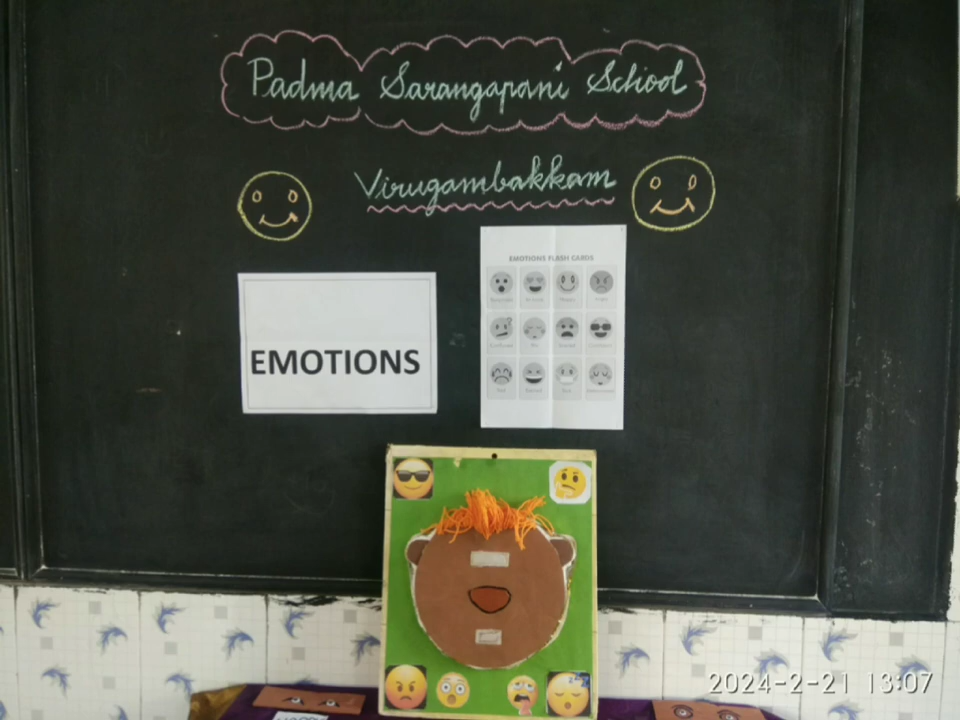 Padma Sarangapani School
Virugambakkam
EMOTIONS FLASH CARDS
EMOTIONS
2024-2-21 13:07